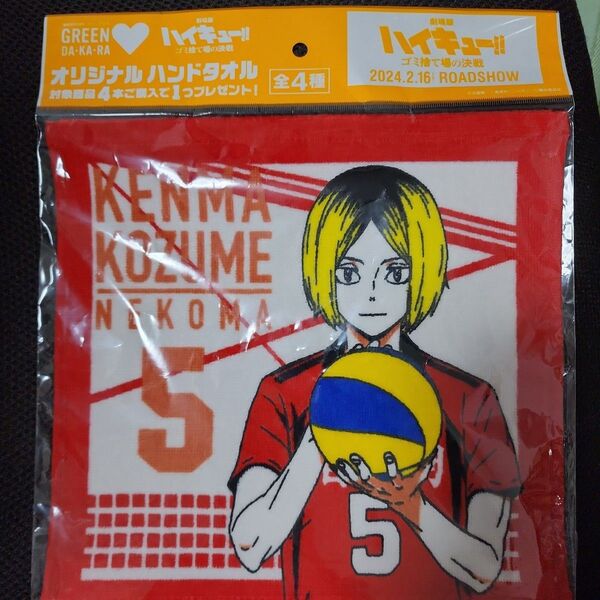 GREEN
DA·KA·RA
劇場版
ハイキュー!!
ゴミ捨て場の決戦
オリジナル ハンドタオル
対象商品4本ご購入で1つプレゼント!
全4種
劇場版
ハイキュー!!
ゴミ捨て場の決戦
2024.2.16 ROADSHOW
KENMA
KOZUME
NEKOMA
5
5